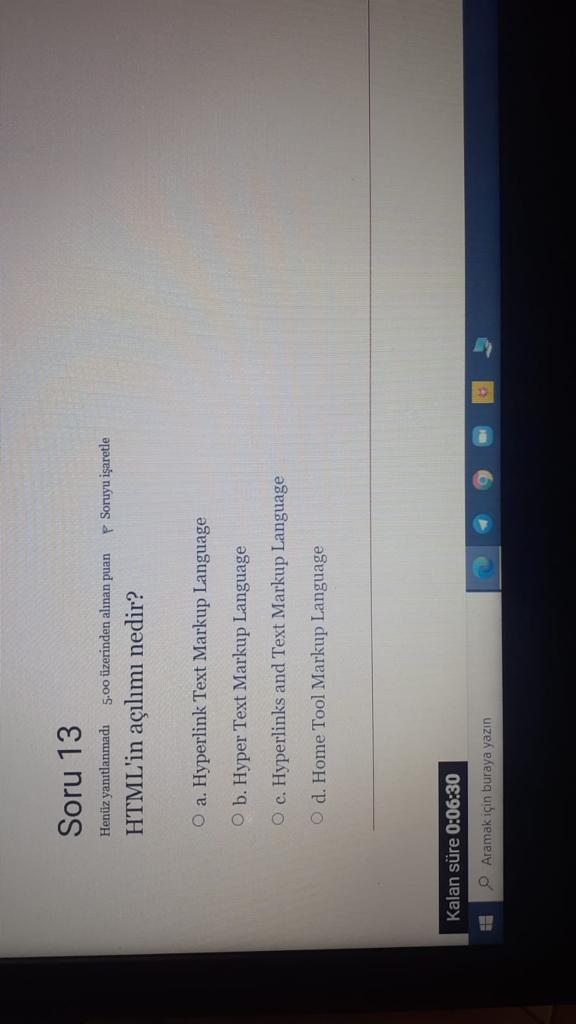 Soru 13
Henüz yanıtlanmadı 5.00 üzerinden alınan puan Soruyu işaretle
HTML'in açılımı nedir?
a. Hyperlink Text Markup Language
b. Hyper Text Markup Language
c. Hyperlinks and Text Markup Language
d. Home Tool Markup Language
Kalan süre 0:06:30
Aramak için buraya yazın